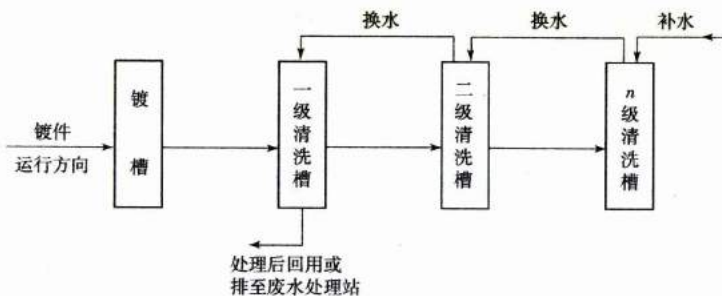 换水
换水
补水
镀件
运行方向
镀槽
一级清洗槽
二级清洗槽
n级清洗槽
处理后回用或
排至废水处理站